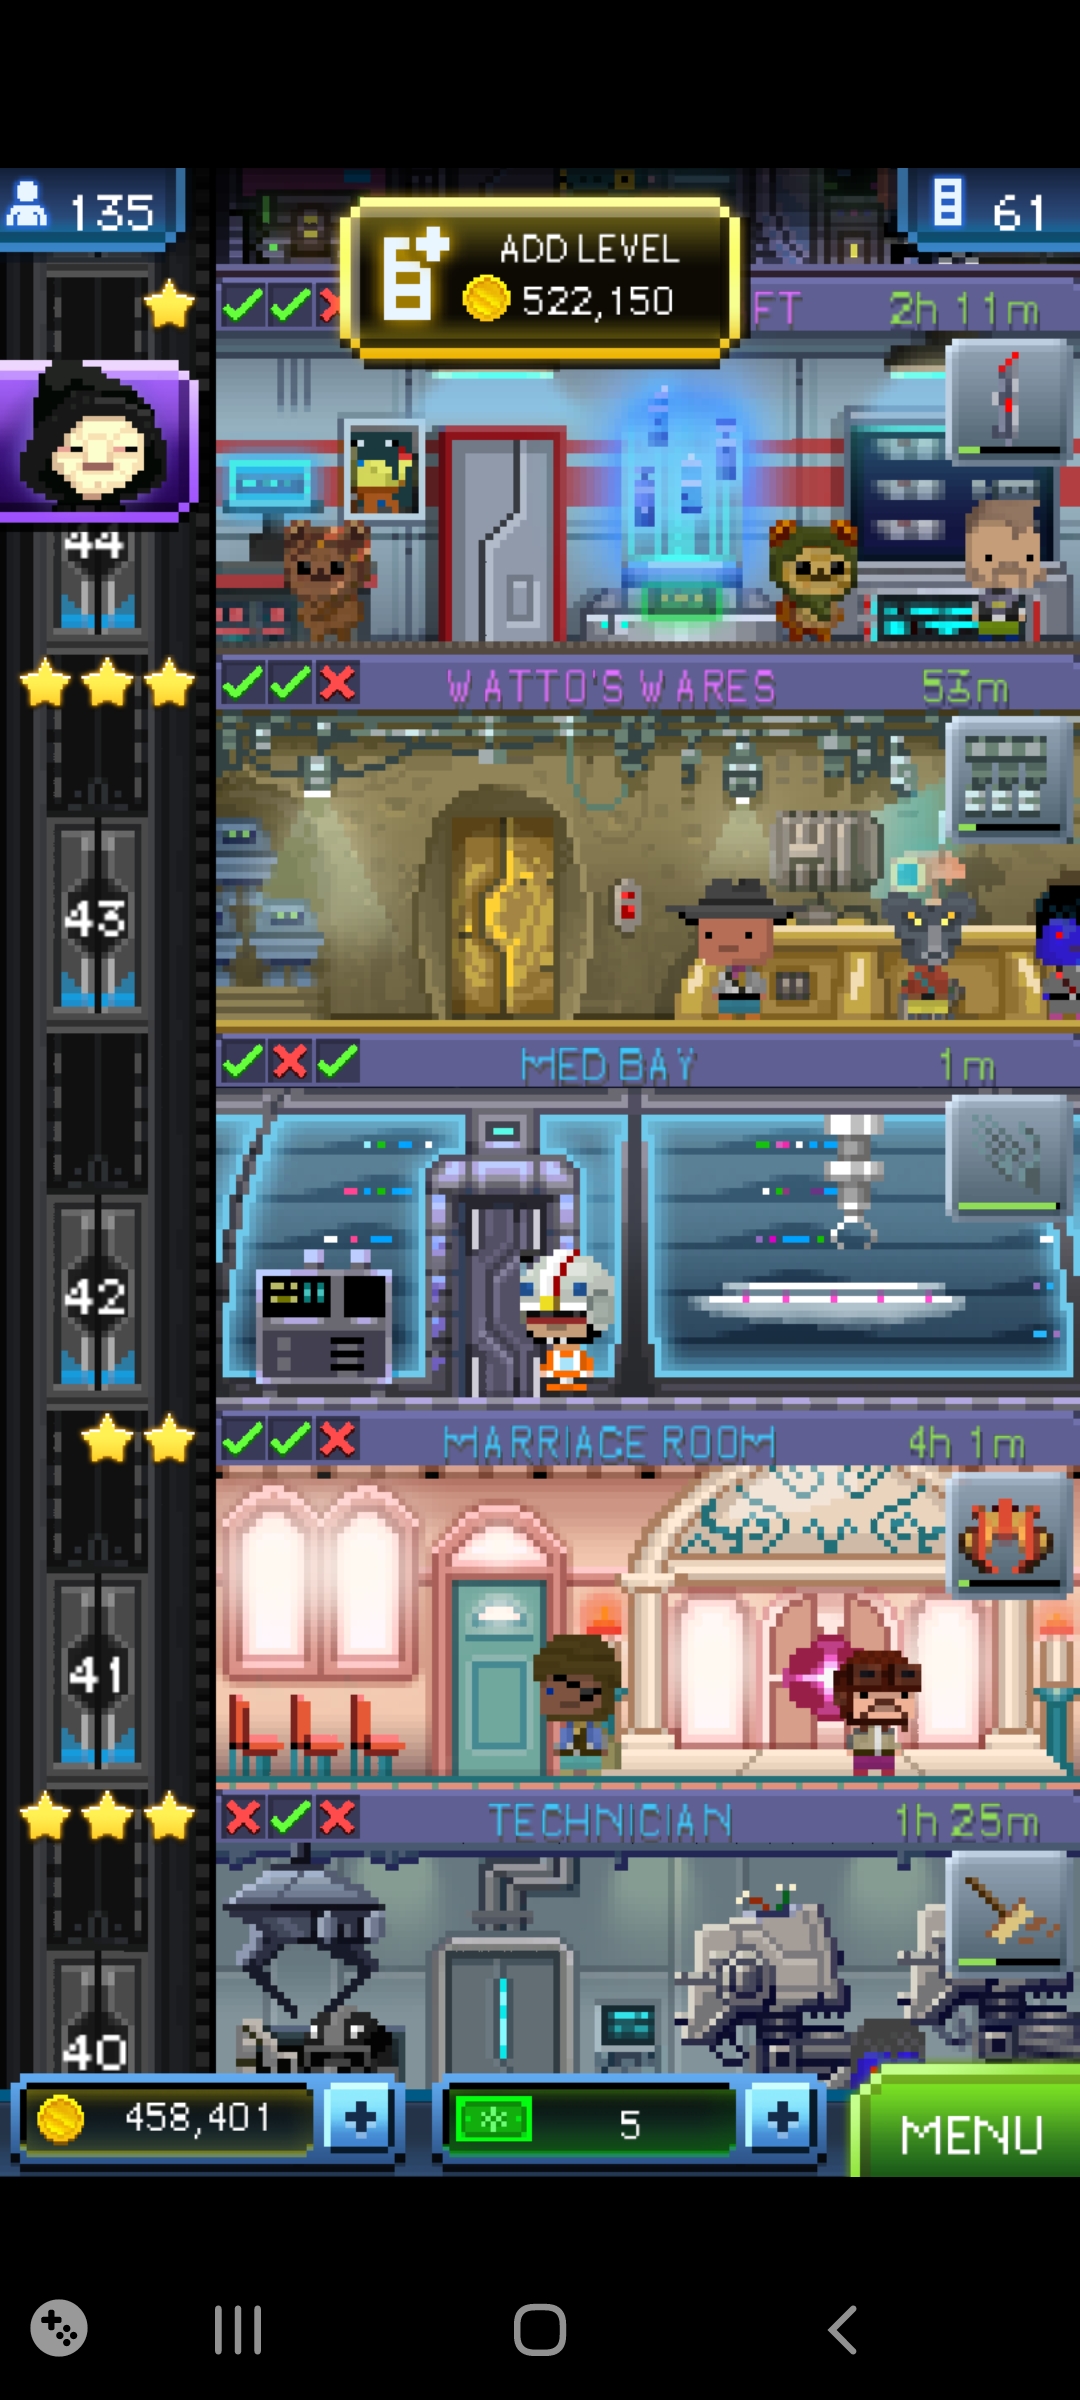 135
ADD LEVEL
522,150
61
FT 2h 11m
44
WATTO'S WARES 53m
43
MED BAY 1m
42
MARRIAGE ROOM 4h 1m
41
TECHNICIAN 1h 25m
40
458,401
5
MENU